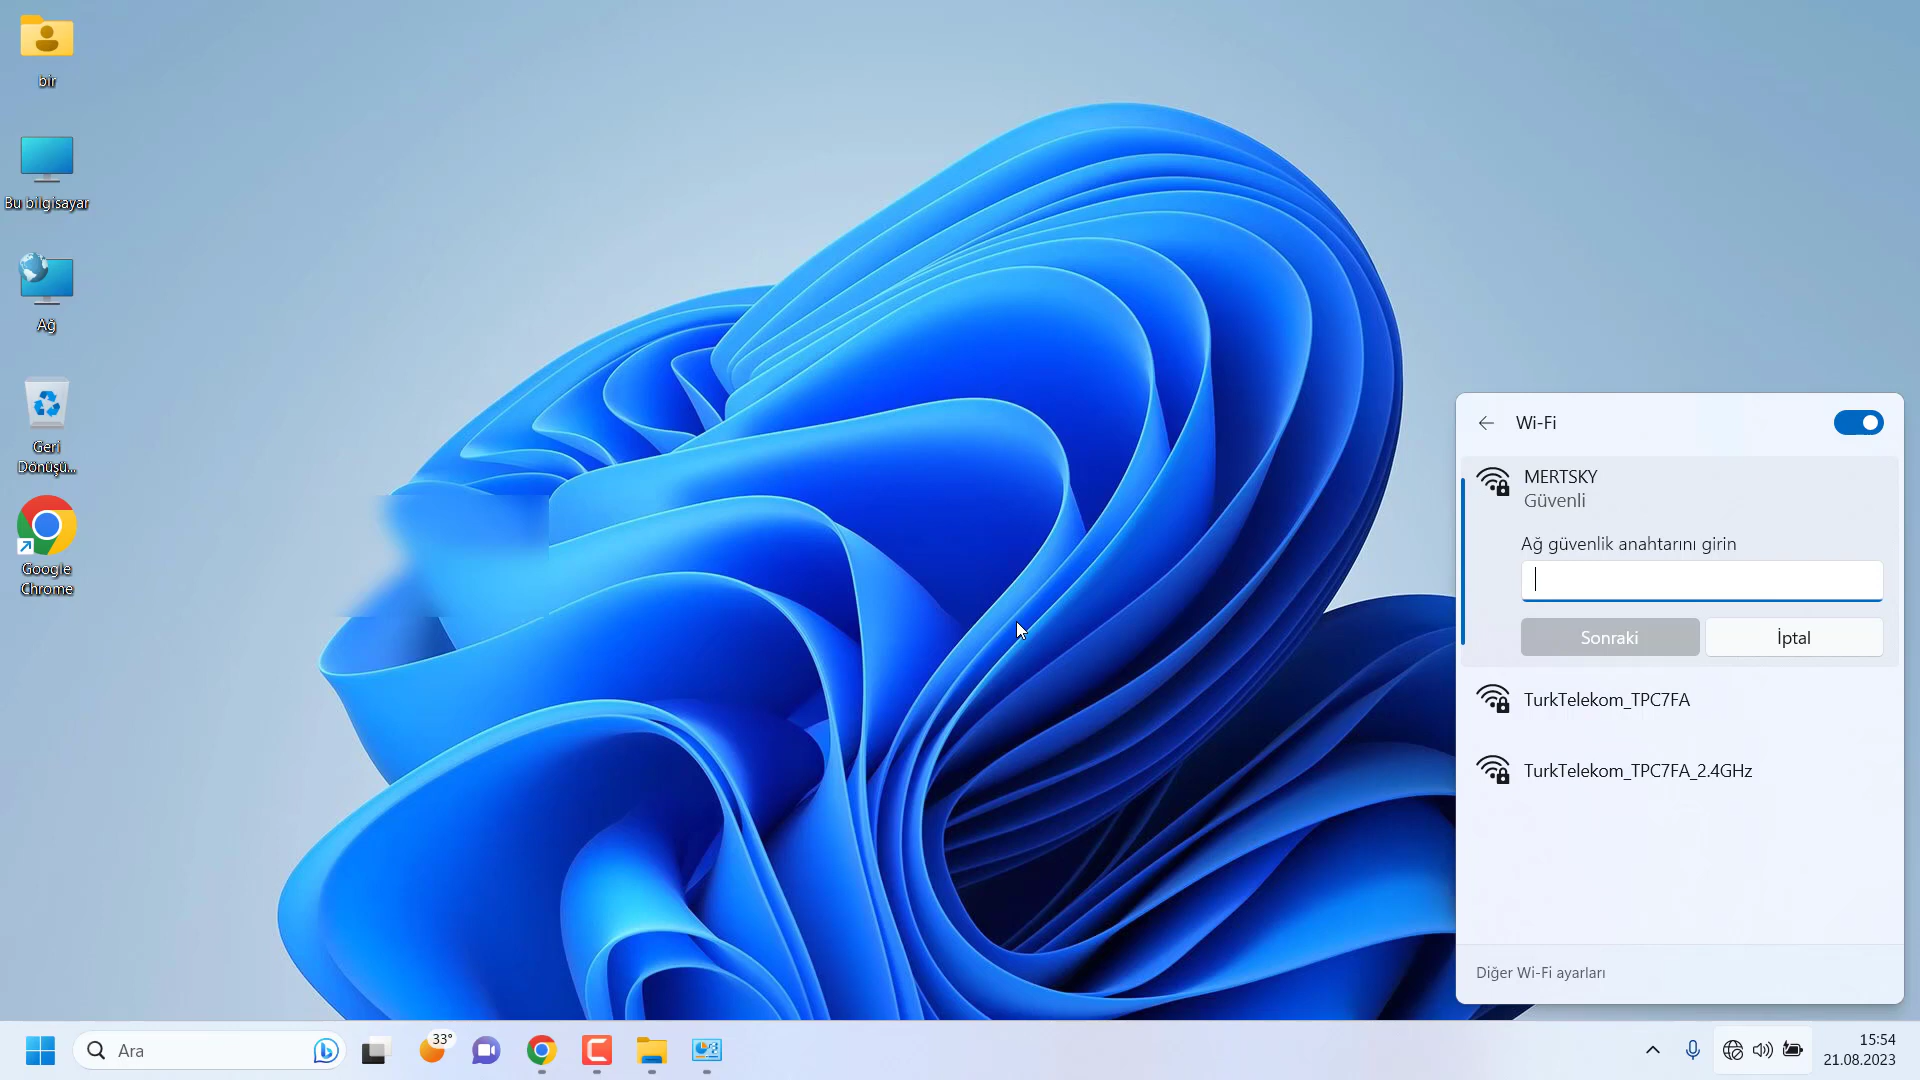 bir
Bu bilgisayar
Ağ
Geri
Dönüşü...
Google
Chrome
Wi-Fi
MERTSKY
Güvenli
Ağ güvenlik anahtarını girin
Sonraki
İptal
TurkTelekom_TPC7FA
TurkTelekom_TPC7FA_2.4GHz
Diğer Wi-Fi ayarları
Ara
33°
15:54
21.08.2023